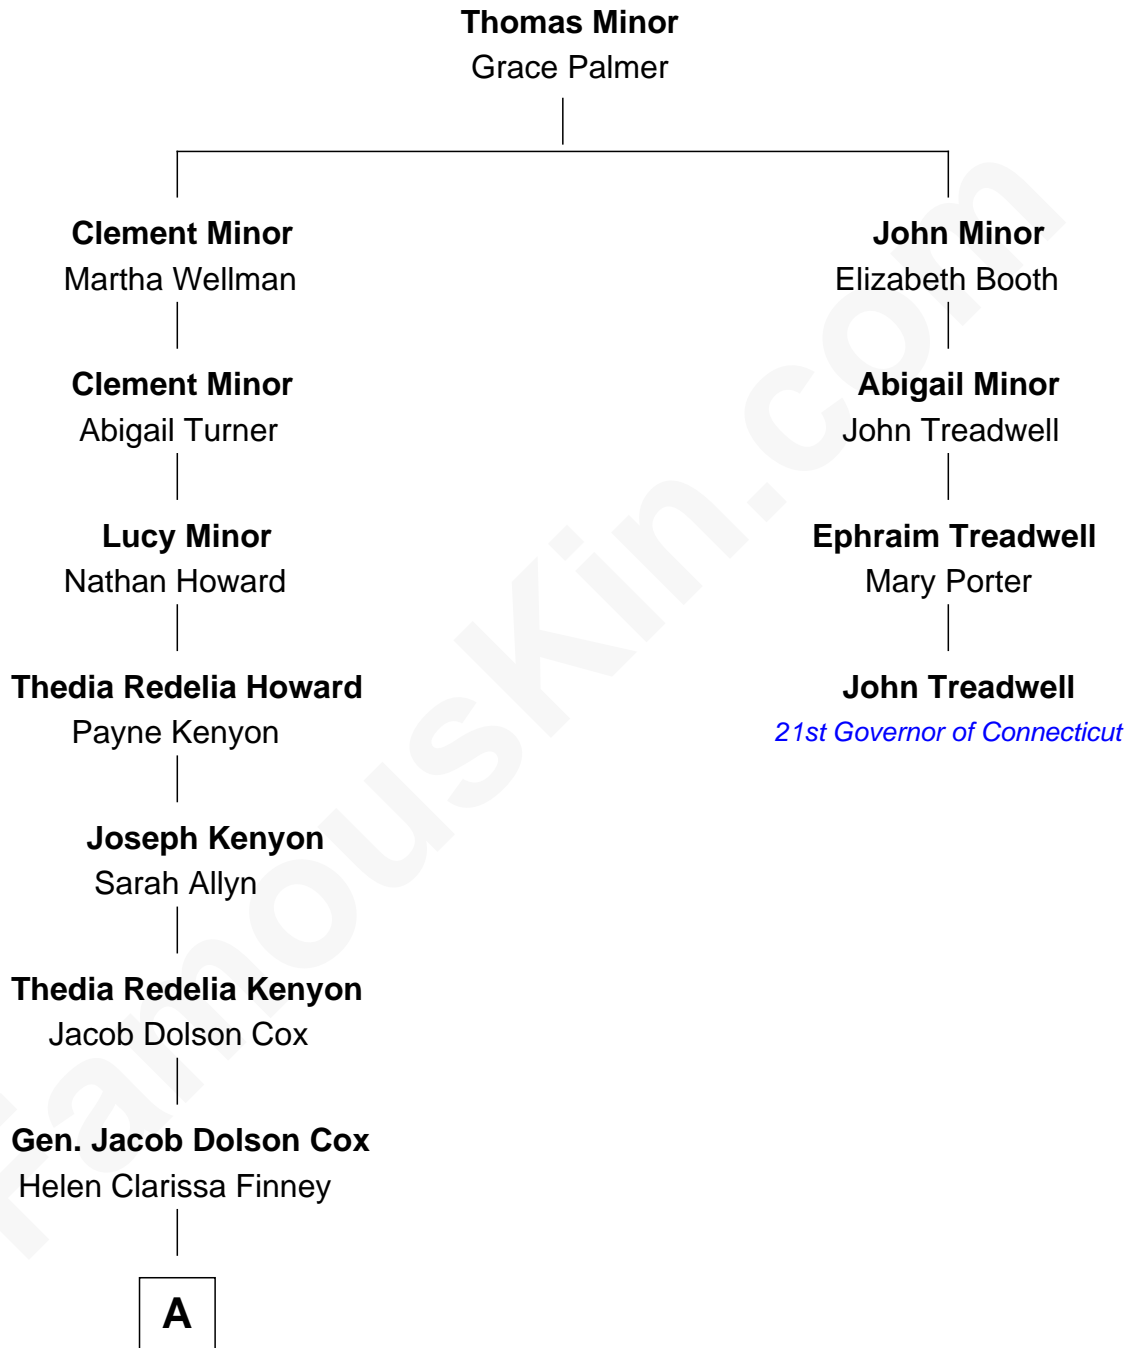 Thomas Minor
Grace Palmer
Clement Minor
Martha Wellman
John Minor
Elizabeth Booth
Clement Minor
Abigail Turner
Abigail Minor
John Treadwell
Lucy Minor
Nathan Howard
Ephraim Treadwell
Mary Porter
Thedia Redelia Howard
Payne Kenyon
John Treadwell
21st Governor of Connecticut
Joseph Kenyon
Sarah Allyn
Thedia Redelia Kenyon
Jacob Dolson Cox
Gen. Jacob Dolson Cox
Helen Clarissa Finney
A
FamousKin.com